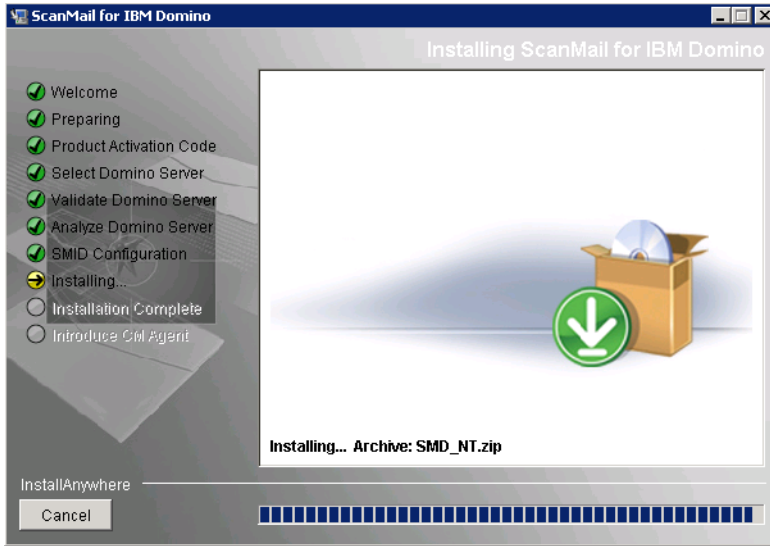 ScanMail for IBM Domino
Installing ScanMail for IBM Domino
Welcome
Preparing
Product Activation Code
Select Domino Server
Validate Domino Server
Analyze Domino Server
SMID Configuration
Installing...
Installation Complete
Introduce CM Agent
Installing... Archive: SMD_NT.zip
InstallAnywhere
Cancel